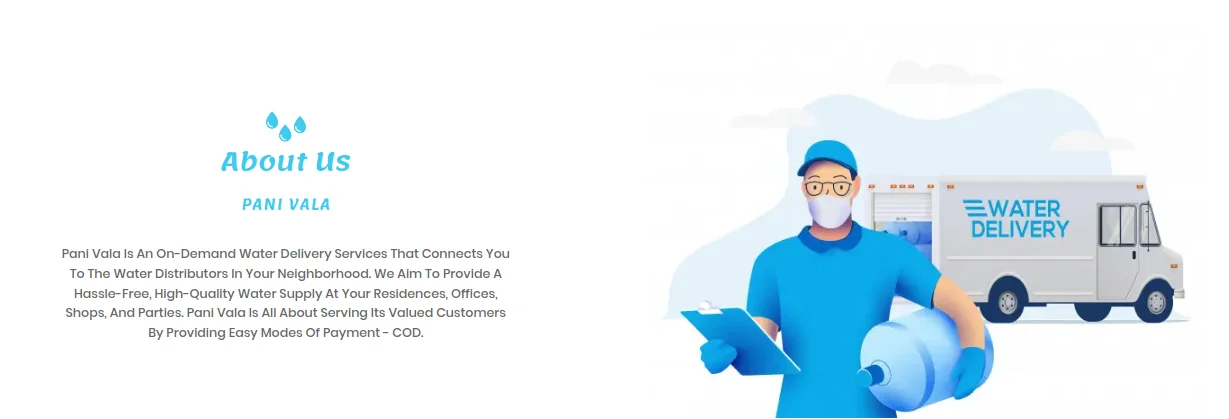 About Us
PANI VALA
Pani Vala Is An On-Demand Water Delivery Services That Connects You
To The Water Distributors In Your Neighborhood. We Aim To Provide A
Hassle-Free, High-Quality Water Supply At Your Residences, Offices,
Shops, And Parties. Pani Vala Is All About Serving Its Valued Customers
By Providing Easy Modes Of Payment - COD.
WATER
DELIVERY